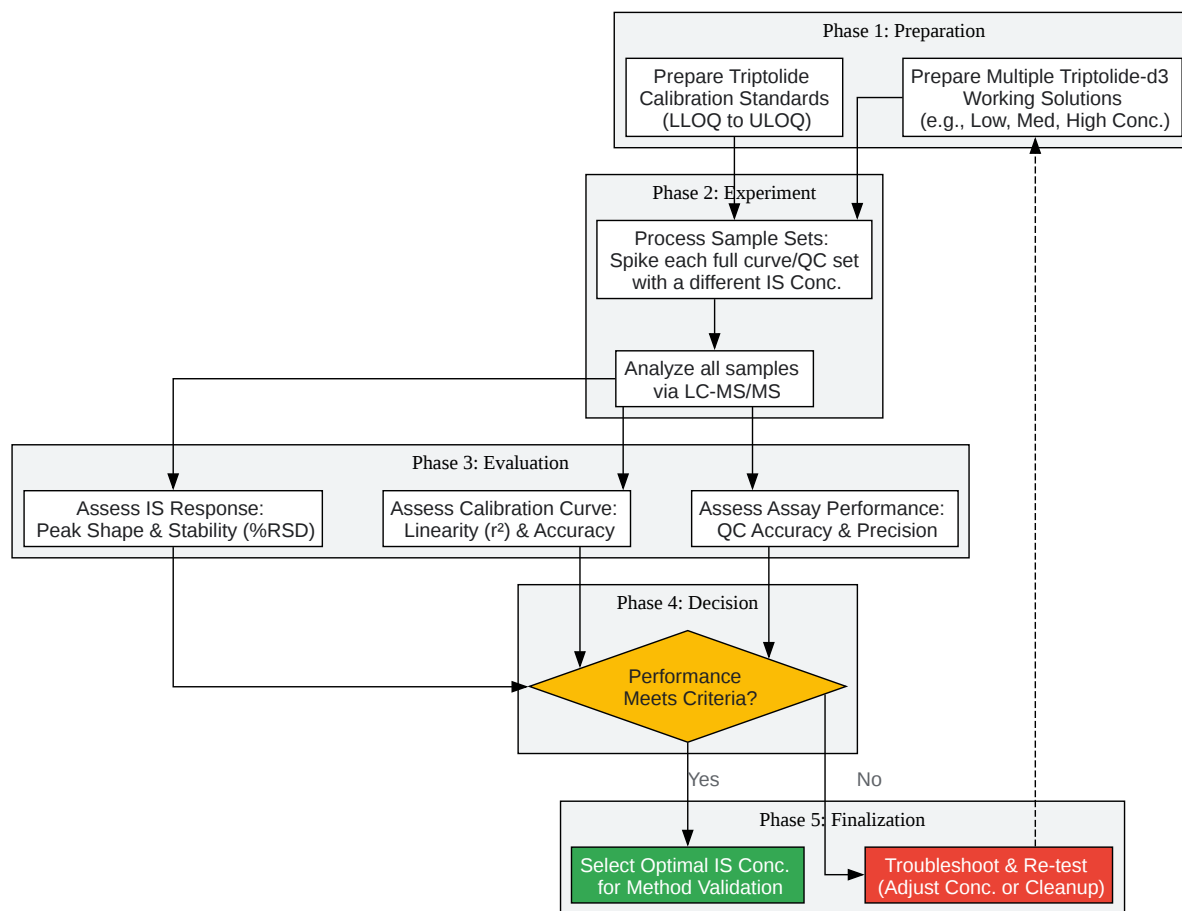 Phase 1: Preparation
Prepare Triptolide
Calibration Standards
(LLOQ to ULOQ)
Prepare Multiple Triptolide-d3
Working Solutions
(e.g., Low, Med, High Conc.)
Phase 2: Experiment
Process Sample Sets:
Spike each full curve/QC set
with a different IS Conc.
Analyze all samples
via LC-MS/MS
Phase 3: Evaluation
Assess IS Response:
Peak Shape & Stability (%RSD)
Assess Calibration Curve:
Linearity (r²) & Accuracy
Assess Assay Performance:
QC Accuracy & Precision
Phase 4: Decision
Performance
Meets Criteria?
Yes
No
Phase 5: Finalization
Select Optimal IS Conc.
for Method Validation
Troubleshoot & Re-test
(Adjust Conc. or Cleanup)